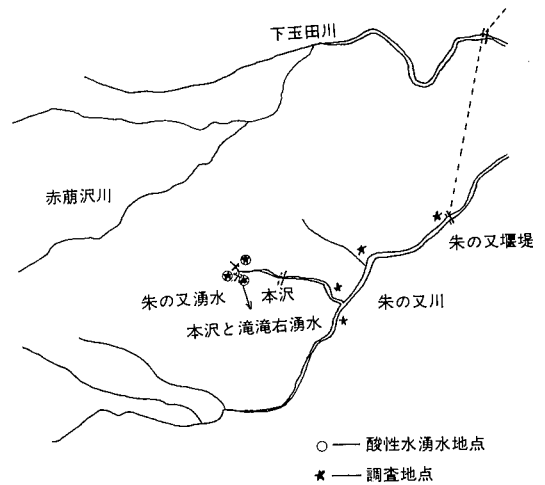 下玉田川
赤萠沢川
朱の又堰堤
朱の又湧水
本沢
朱の又川
本沢と滝滝右湧水
○— 酸性水湧水地点
★— 調査地点